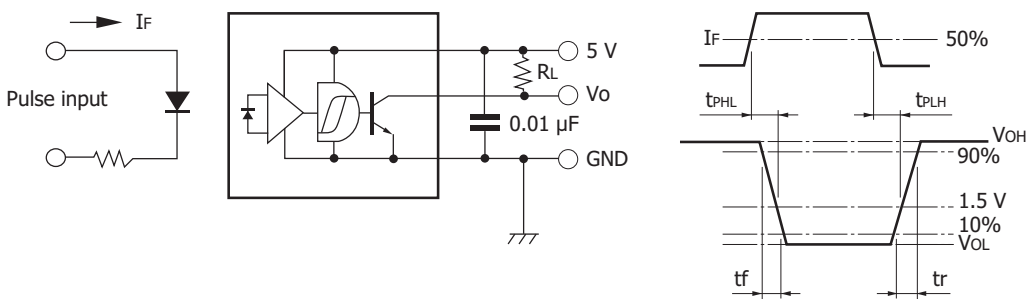 IF
Pulse input
5 V
RL
Vo
0.01 µF
GND
IF
50%
tPHL
tPLH
VOH
90%
1.5 V
10%
VOL
tf
tr